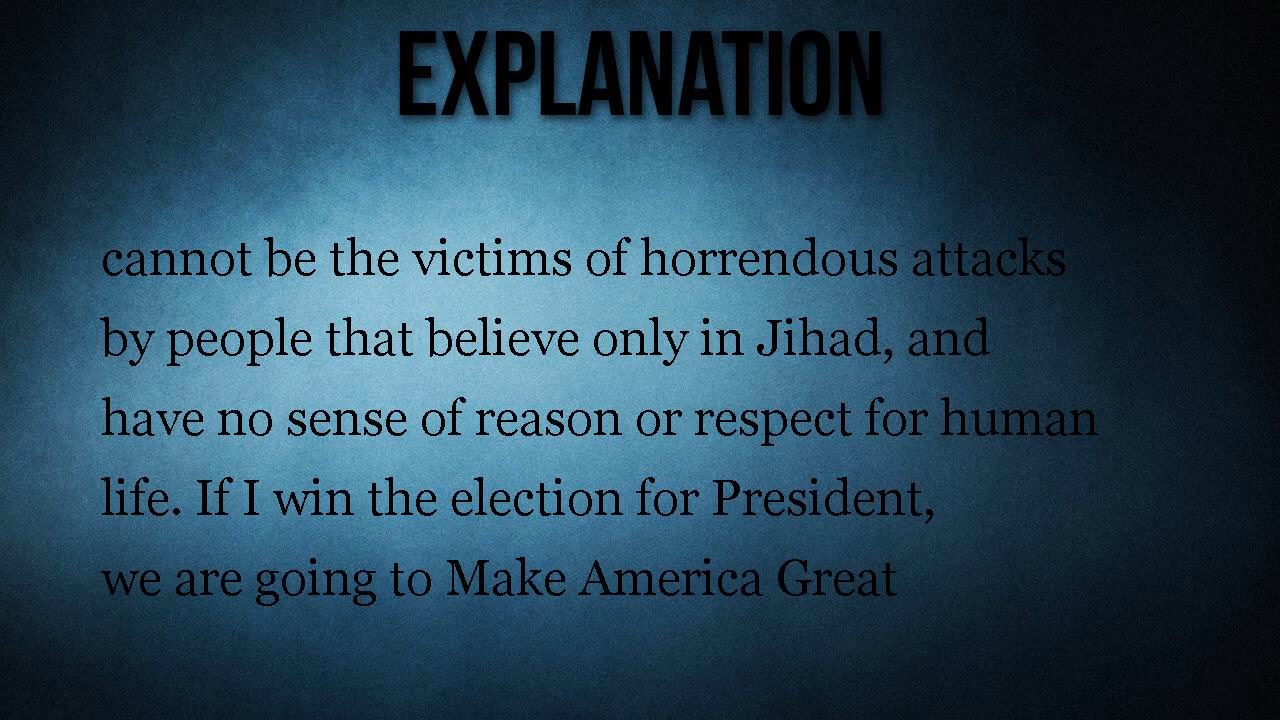 EXPLANATION
cannot be the victims of horrendous attacks
by people that believe only in Jihad, and
have no sense of reason or respect for human
life. If I win the election for President,
we are going to Make America Great